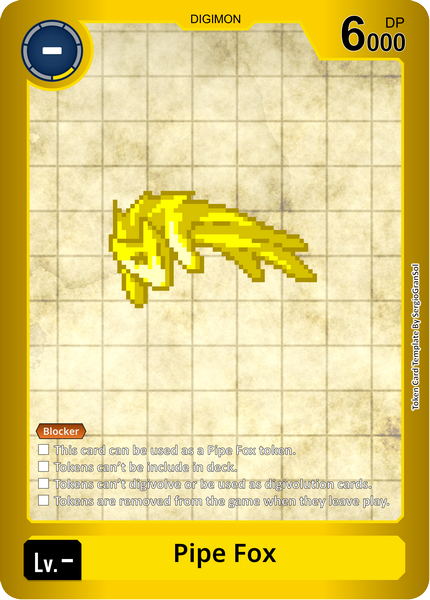 DIGIMON
-
DP
6000
Token Card Template By SergioGranSol
Blocker
This card can be used as a Pipe Fox token.
Tokens can't be include in deck.
Tokens can't digivolve or be used as digivolution cards.
Tokens are removed from the game when they leave play.
Lv.-
Pipe Fox